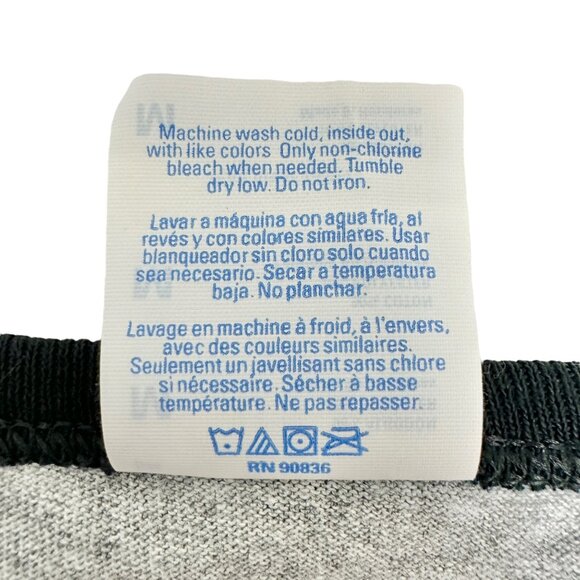 Machine wash cold, inside out,
with like colors Only non-chlorine
bleach when needed. Tumble
dry low. Do not iron.
Lavar a máquina con agua fría, al
revés y con colores similares. Usar
blanqueador sin cloro solo cuando
sea necesario. Secar a temperatura
baja. No planchar.
Lavage en machine à froid, à l'envers,
avec des couleurs similaires.
Seulement un javellisant sans chlore
si nécessaire. Sécher à basse
température. Ne pas repasser.
RN 90836